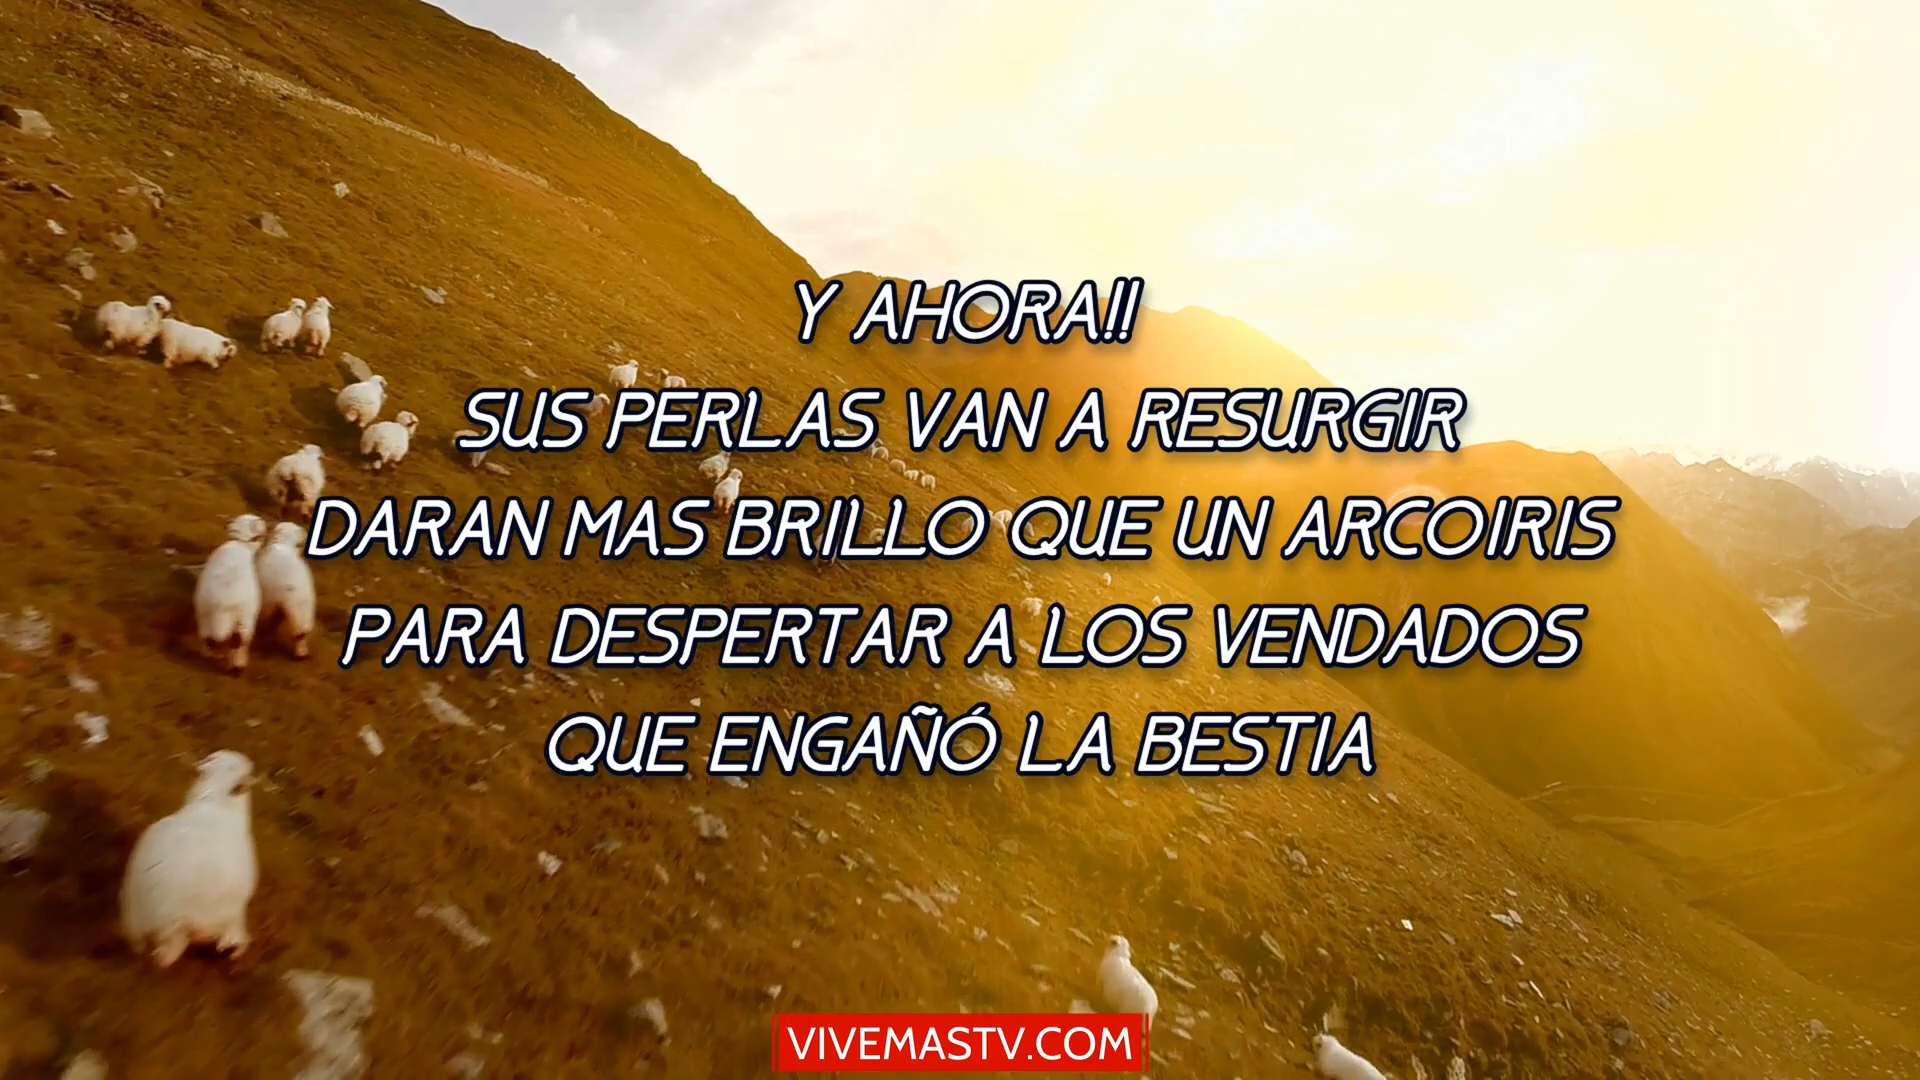 Y AHORA!!
SUS PERLAS VAN A RESURGIR
DARAN MAS BRILLO QUE UN ARCOIRIS
PARA DESPERTAR A LOS VENDADOS
QUE ENGAÑÓ LA BESTIA
VIVEMASTV.COM